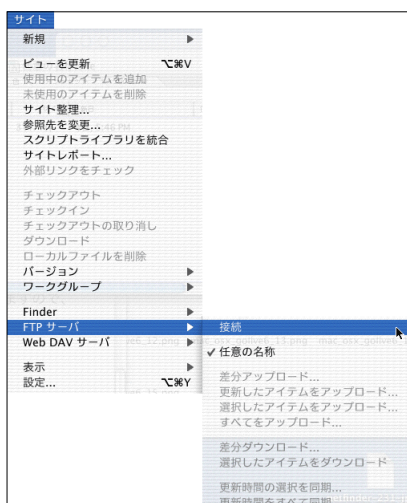 サイト
新規
ビューを更新 ⌥⌘V
使用中のアイテムを追加
未使用のアイテムを削除
サイト整理...
参照先を変更...
スクリプトライブラリを統合
サイトレポート...
外部リンクをチェック
チェックアウト
チェックイン
チェックアウトの取り消し
ダウンロード
ローカルファイルを削除
バージョン
ワークグループ
Finder
FTP サーバ
Web DAV サーバ
表示
設定... ⌥⌘Y
接続
✓任意の名称
差分アップロード...
更新したアイテムをアップロード...
選択したアイテムをアップロード...
すべてをアップロード...
差分ダウンロード...
選択したアイテムをダウンロード
更新時間の選択を同期...
更新時間をすべて同期...